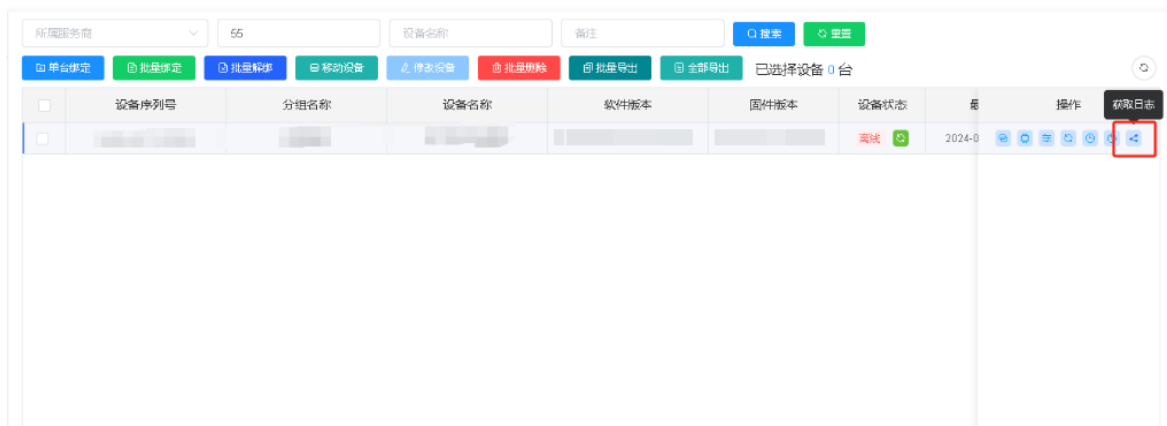 所属服务商 55 设备名称 备注 搜索 重置
单台绑定 批量绑定 批量解绑 移动设备 修改设备 批量删除 批量导出 全部导出 已选择设备 0 台
设备序列号 分组名称 设备名称 软件版本 固件版本 设备状态 操作 获取日志
离线 2024-0